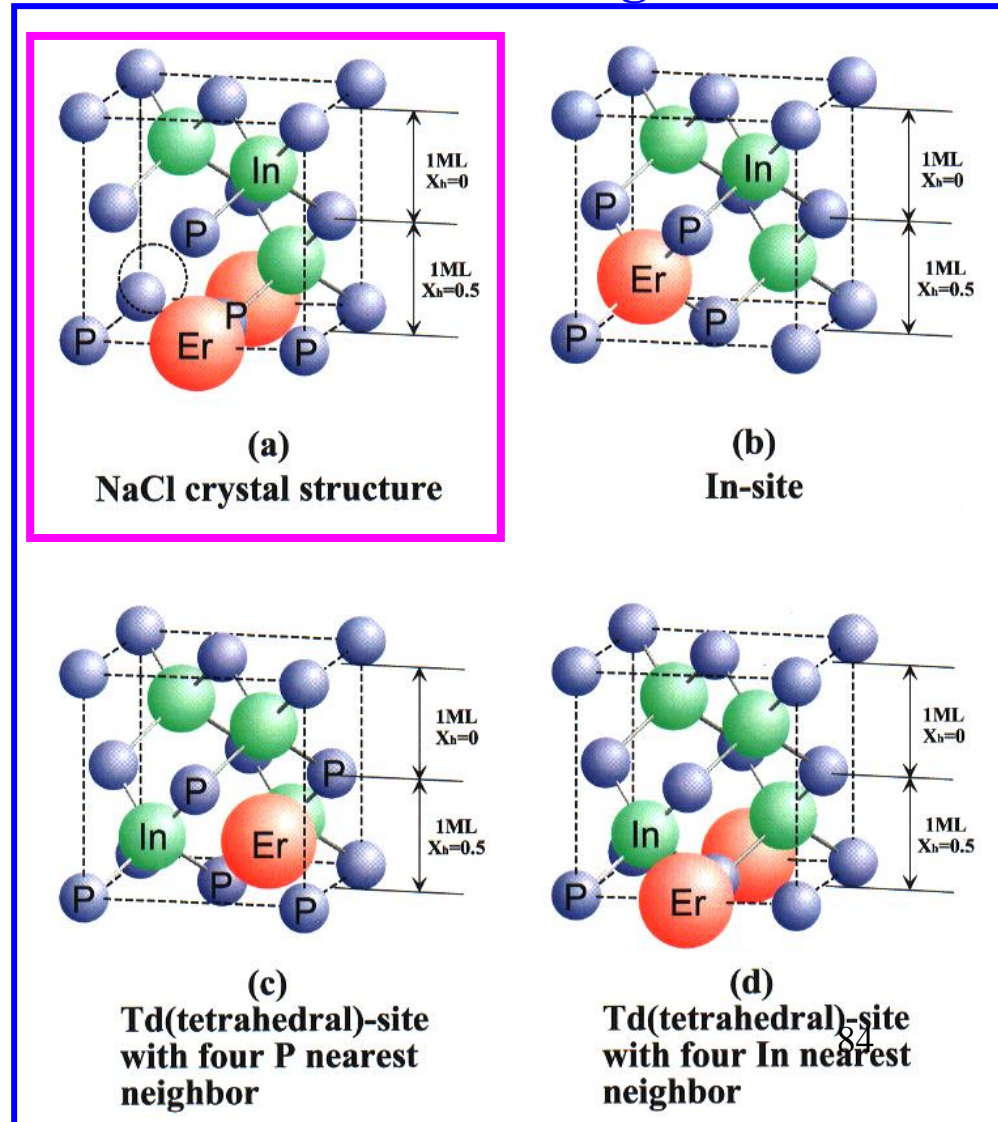 In
P
P
Er
P
P
1ML
Xh=0
1ML
Xh=0.5
(a)
NaCl crystal structure
In
P
P
Er
P
P
1ML
Xh=0
1ML
Xh=0.5
(b)
In-site
P
P
In
Er
P
P
P
1ML
Xh=0
1ML
Xh=0.5
(c)
Td(tetrahedral)-site
with four P nearest
neighbor
In
P
Er
1ML
Xh=0
1ML
Xh=0.5
(d)
Td(tetrahedral)-site
with four In nearest
neighbor
84